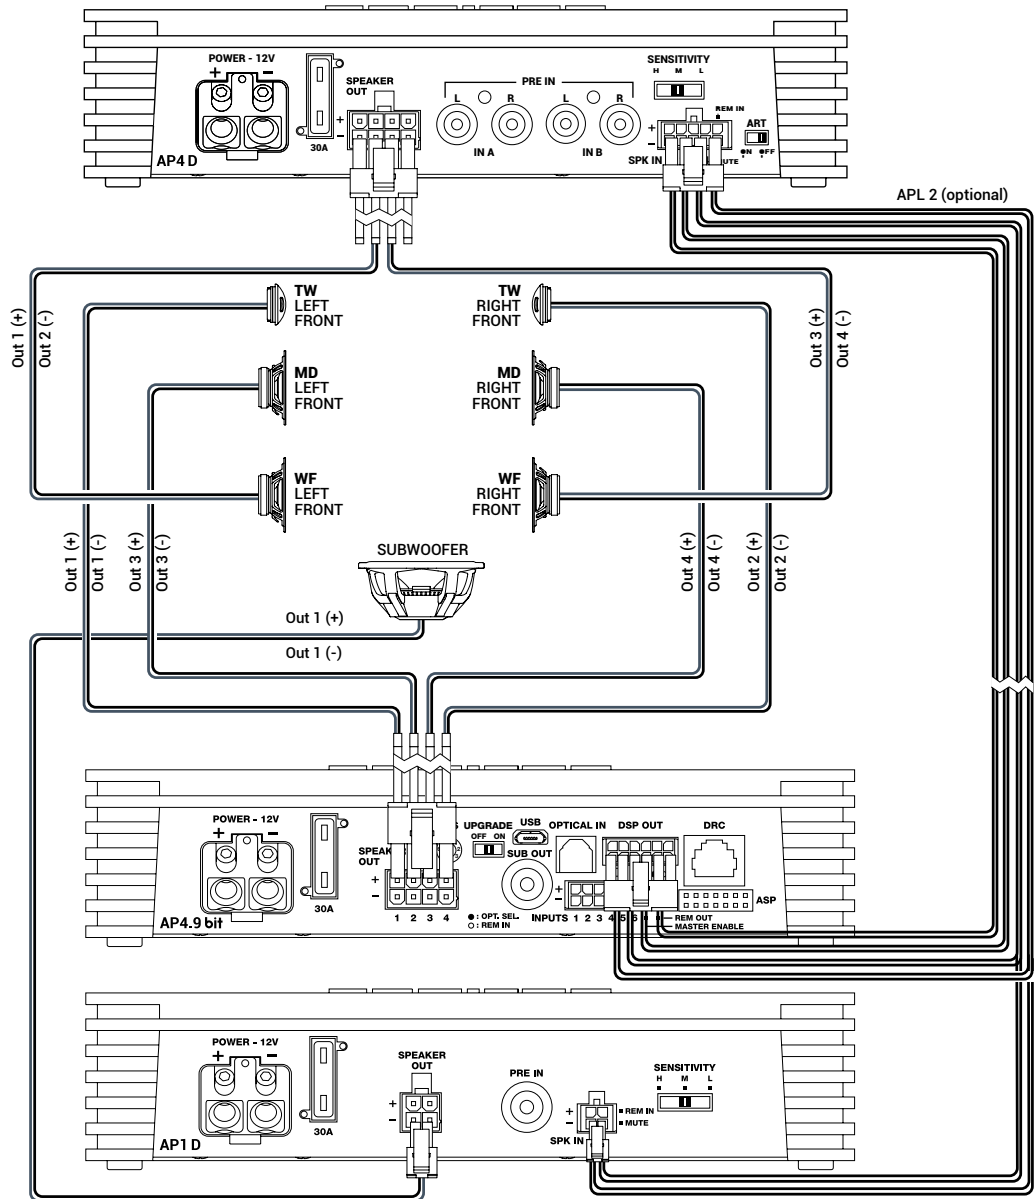 POWER - 12V
+ -
30A
SPEAKER
OUT
+
-
PRE IN
L R L R
IN A IN B
SENSITIVITY
H M L
REM IN
ART
ON OFF
+
-
SPK IN
AP4 D
APL 2 (optional)
Out 1 (+)
Out 2 (-)
TW
LEFT
FRONT
TW
RIGHT
FRONT
Out 3 (+)
Out 4 (-)
MD
LEFT
FRONT
MD
RIGHT
FRONT
WF
LEFT
FRONT
WF
RIGHT
FRONT
Out 1 (+)
Out 1 (-)
Out 3 (+)
Out 3 (-)
SUBWOOFER
Out 4 (+)
Out 4 (-)
Out 2 (+)
Out 2 (-)
Out 1 (+)
Out 1 (-)
POWER - 12V
+ -
30A
OUT
+
-
1 2 3 4
UPGRADE
OFF ON
USB
SUB OUT
OPTICAL IN
DSP OUT
DRC
ASP
+
-
● : OPT. SEL.
○ : REM IN
INPUTS 1 2 3 4 5 6
REM OUT
MASTER ENABLE
AP4.9 bit
POWER - 12V
+ -
30A
SPEAKER
OUT
+
-
PRE IN
+
-
REM IN
MUTE
SPK IN
SENSITIVITY
H M L
AP1 D